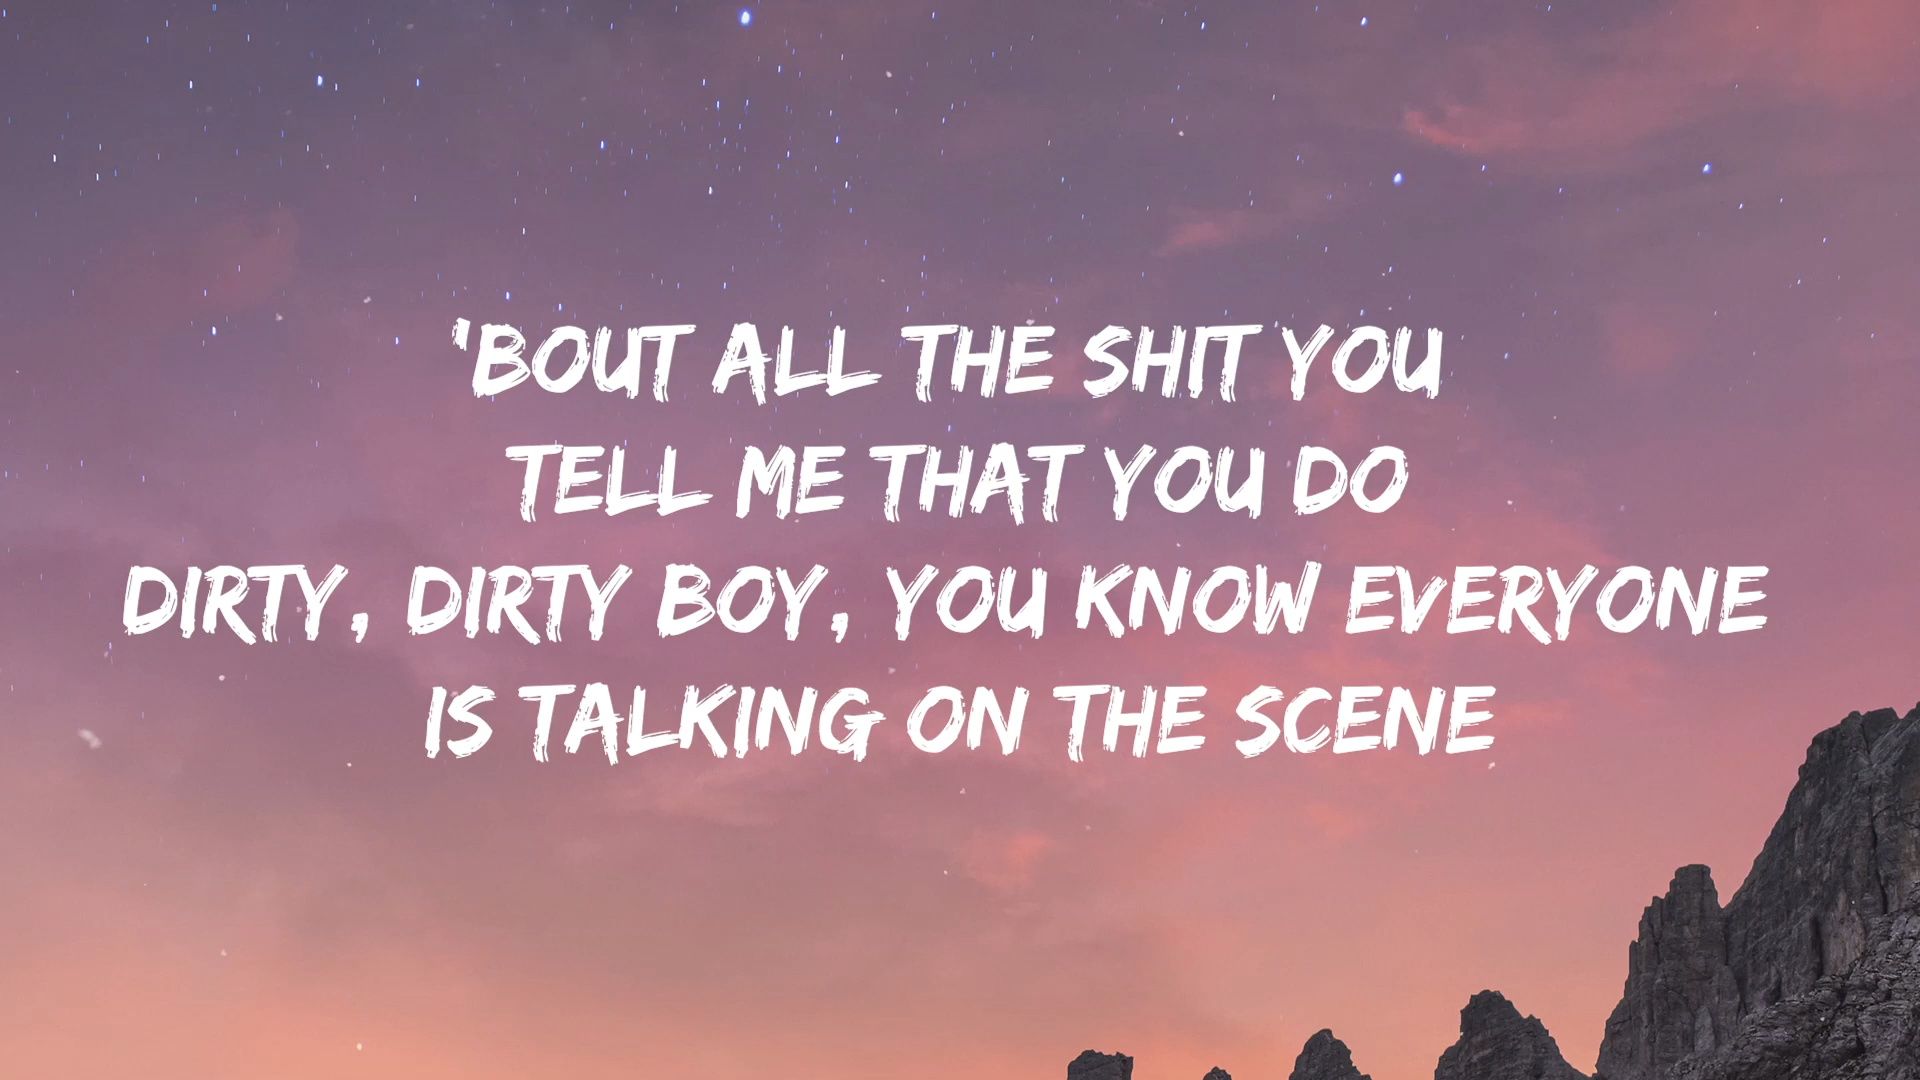 'BOUT ALL THE SHIT YOU
TELL ME THAT YOU DO
DIRTY, DIRTY BOY, YOU KNOW EVERYONE
IS TALKING ON THE SCENE